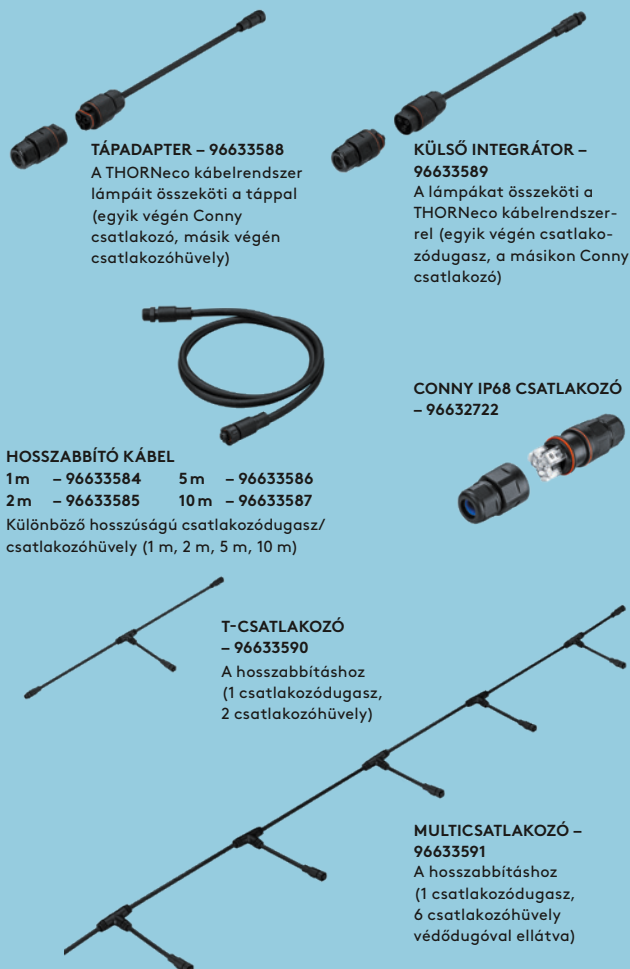 TÁPADAPTER – 96633588
A THORNeco kábelrendszer
lámpáit összeköti a táppal
(egyik végén Conny
csatlakozó, másik végén
csatlakozóhüvely)
KÜLSŐ INTEGRÁTOR –
96633589
A lámpákat összeköti a
THORNeco kábelrendszer-
rel (egyik végén csatlako-
zódugasz, a másikon Conny
csatlakozó)
CONNY IP68 CSATLAKOZÓ
– 96632722
HOSSZABBÍTÓ KÁBEL
1 m – 96633584 5 m – 96633586
2 m – 96633585 10 m – 96633587
Különböző hosszúságú csatlakozódugasz/
csatlakozóhüvely (1 m, 2 m, 5 m, 10 m)
T-CSATLAKOZÓ
– 96633590
A hosszabbításhoz
(1 csatlakozódugasz,
2 csatlakozóhüvely)
MULTICSATLAKOZÓ –
96633591
A hosszabbításhoz
(1 csatlakozódugasz,
6 csatlakozóhüvely
védődugóval ellátva)